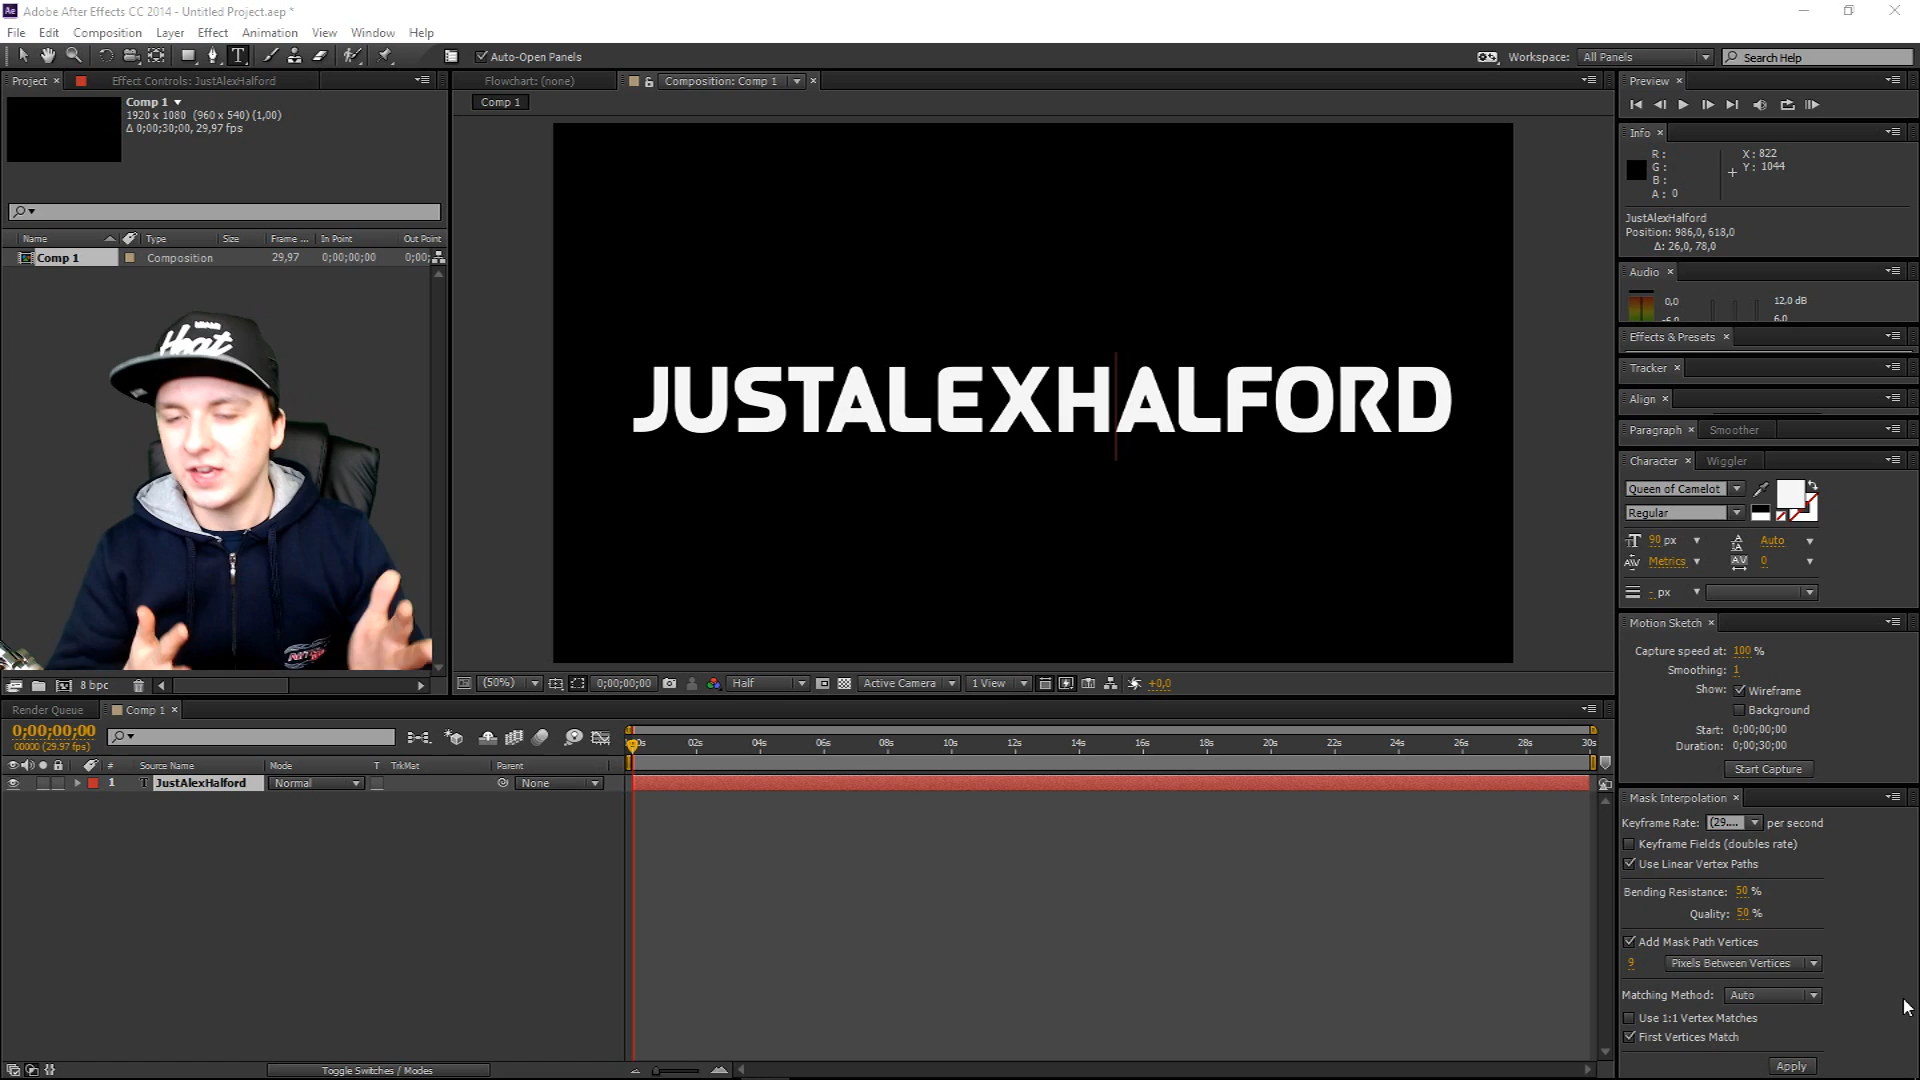 Adobe After Effects CC 2014 - Untitled Project.aep *
File Edit Composition Layer Effect Animation View Window Help
Auto-Open Panels
Workspace: All Panels
Search Help
Project
Effect Controls: JustAlexHalford
Comp 1
1920 x 1080 (960 x 540) (1,00)
Δ 0;00;30;00, 29,97 fps
Name Type Size Frame ... In Point Out Point
Comp 1 Composition 29,97 0;00;00;00 0;00;
8 bpc
Flowchart: (none)
Composition: Comp 1
Comp 1
JUSTALEXHALFORD
(50%) 0;00;00;00 Half Active Camera 1 View +0,0
Heat
Preview
Info
R:
G:
B:
A: 0
X: 822
Y: 1044
JustAlexHalford
Position: 986,0, 618,0
Δ: 26,0, 78,0
Audio
0,0 12,0 dB
-6,0 6,0
Effects & Presets
Tracker
Align
Paragraph Smoother
Character Wiggler
Queen of Camelot
Regular
90 px Auto
Metrics 0
- px
Motion Sketch
Capture speed at: 100 %
Smoothing: 1
Show: Wireframe
Background
Start: 0;00;00;00
Duration: 0;00;30;00
Start Capture
Mask Interpolation
Keyframe Rate: (29.... per second
Keyframe Fields (doubles rate)
Use Linear Vertex Paths
Bending Resistance: 50 %
Quality: 50 %
Add Mask Path Vertices
9 Pixels Between Vertices
Matching Method: Auto
Use 1:1 Vertex Matches
First Vertices Match
Apply
Render Queue Comp 1
0;00;00;00
00000 (29.97 fps)
# Source Name Mode T TrkMat Parent
1 T JustAlexHalford Normal None
02s 04s 06s 08s 10s 12s 14s 16s 18s 20s 22s 24s 26s 28s 30s
Toggle Switches / Modes